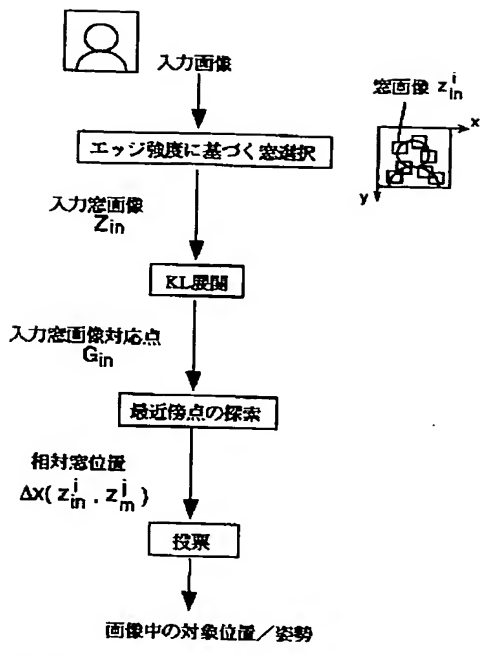 入力画像
窓画像 z^i_in
x
y
エッジ強度に基づく窓選択
入力窓画像
Z_in
KL展開
入力窓画像対応点
G_in
最近傍点の探索
相対窓位置
Δx( z^i_in , z^j_m )
投票
画像中の対象位置／姿勢